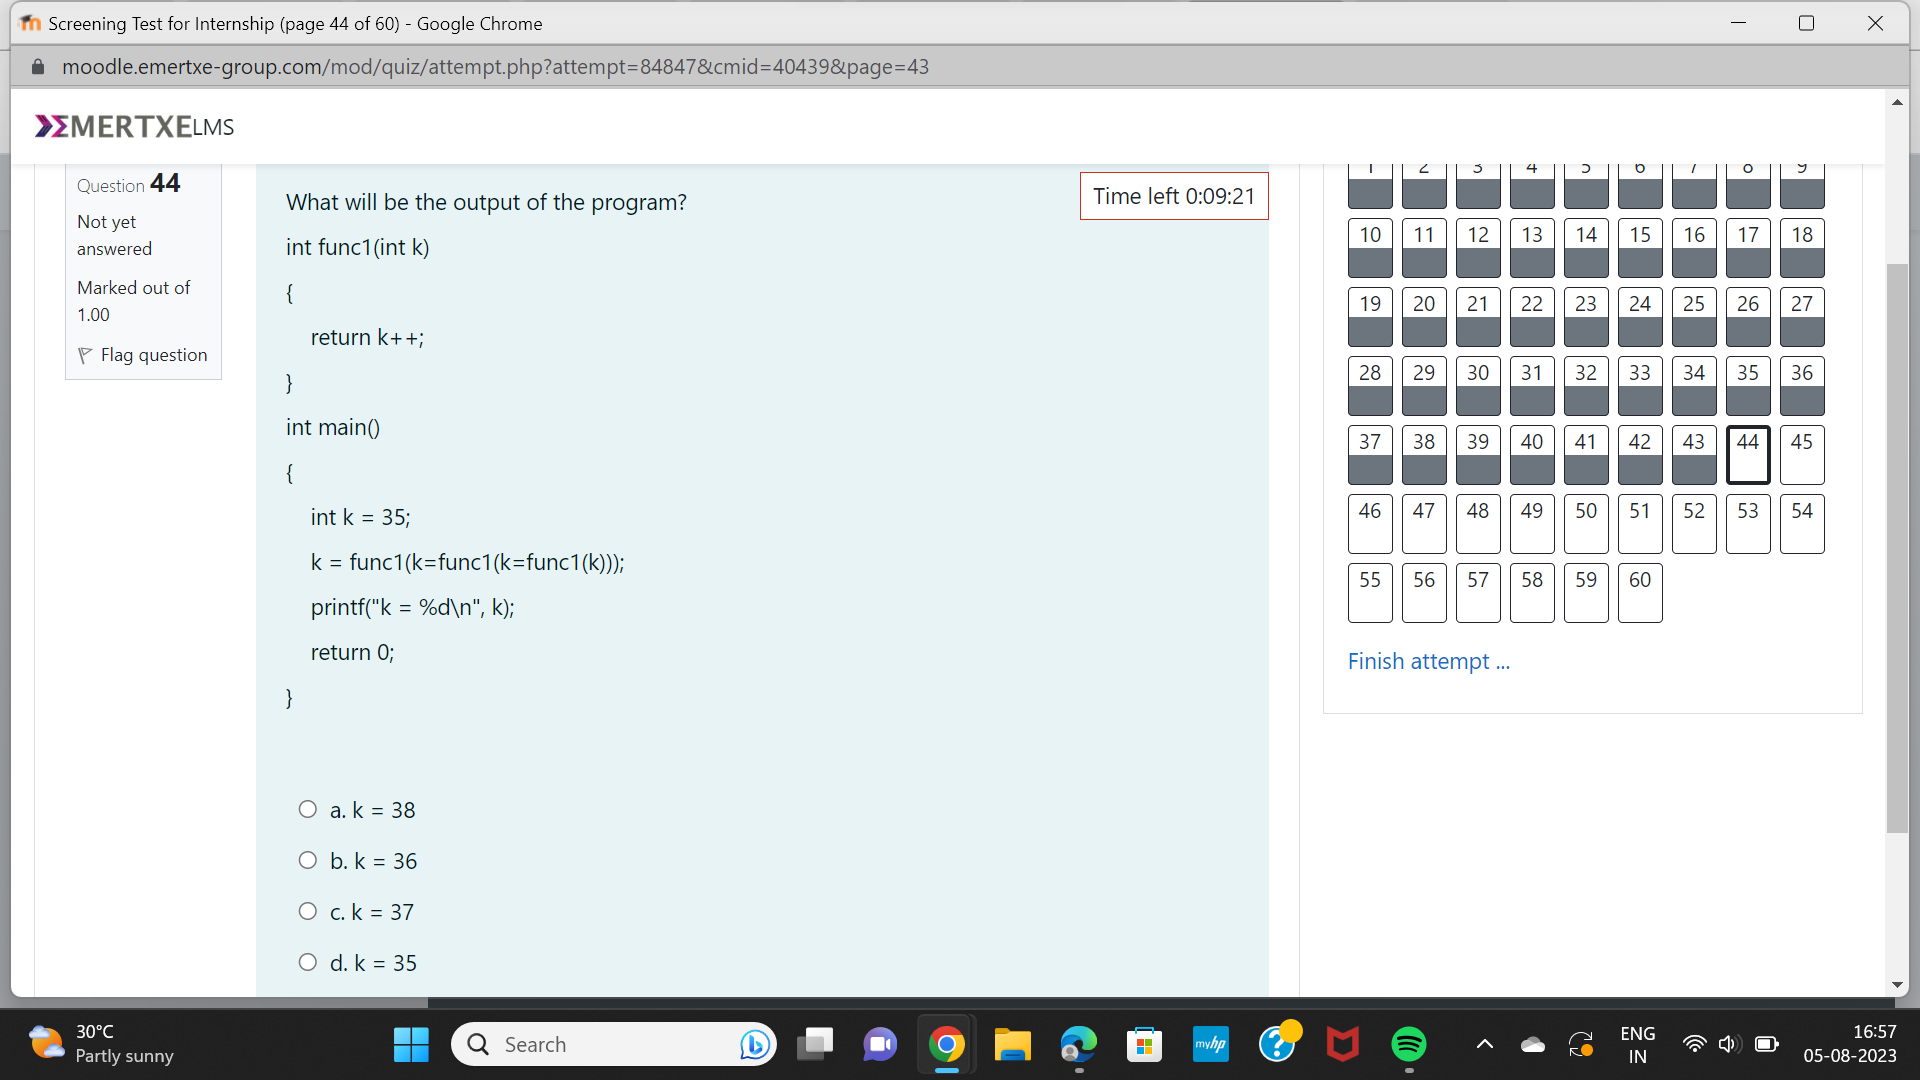 Screening Test for Internship (page 44 of 60) - Google Chrome
moodle.emertxe-group.com/mod/quiz/attempt.php?attempt=84847&cmid=40439&page=43
EMERTXE LMS
Question 44
Not yet
answered
Marked out of
1.00
Flag question
What will be the output of the program?
Time left 0:09:21
int func1(int k)
{
return k++;
}
int main()
{
int k = 35;
k = func1(k=func1(k=func1(k)));
printf("k = %d\n", k);
return 0;
}
a. k = 38
b. k = 36
c. k = 37
d. k = 35
1 2 3 4 5 6 7 8 9
10 11 12 13 14 15 16 17 18
19 20 21 22 23 24 25 26 27
28 29 30 31 32 33 34 35 36
37 38 39 40 41 42 43 44 45
46 47 48 49 50 51 52 53 54
55 56 57 58 59 60
Finish attempt ...
30°C
Partly sunny
Search
myhp
ENG
IN
16:57
05-08-2023